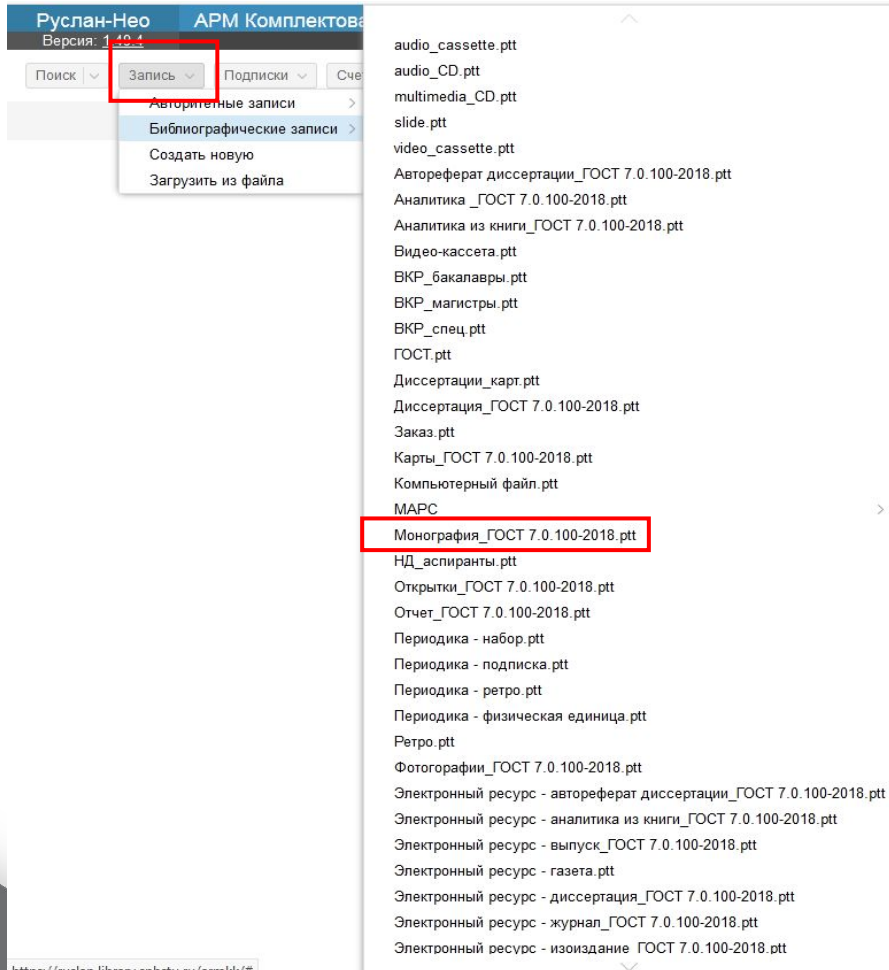 Руслан-Нео АРМ Комплектова
Версия: 1.40.4
Поиск Запись Подписки Сче
Авторитетные записи
Библиографические записи
Создать новую
Загрузить из файла
audio_cassette.ptt
audio_CD.ptt
multimedia_CD.ptt
slide.ptt
video_cassette.ptt
Автореферат диссертации_ГОСТ 7.0.100-2018.ptt
Аналитика _ГОСТ 7.0.100-2018.ptt
Аналитика из книги_ГОСТ 7.0.100-2018.ptt
Видео-кассета.ptt
ВКР_бакалавры.ptt
ВКР_магистры.ptt
ВКР_спец.ptt
ГОСТ.ptt
Диссертации_карт.ptt
Диссертация_ГОСТ 7.0.100-2018.ptt
Заказ.ptt
Карты_ГОСТ 7.0.100-2018.ptt
Компьютерный файл.ptt
МАРС
Монография_ГОСТ 7.0.100-2018.ptt
НД_аспиранты.ptt
Открытки_ГОСТ 7.0.100-2018.ptt
Отчет_ГОСТ 7.0.100-2018.ptt
Периодика - набор.ptt
Периодика - подписка.ptt
Периодика - ретро.ptt
Периодика - физическая единица.ptt
Ретро.ptt
Фотогорафии_ГОСТ 7.0.100-2018.ptt
Электронный ресурс - автореферат диссертации_ГОСТ 7.0.100-2018.ptt
Электронный ресурс - аналитика из книги_ГОСТ 7.0.100-2018.ptt
Электронный ресурс - выпуск_ГОСТ 7.0.100-2018.ptt
Электронный ресурс - газета.ptt
Электронный ресурс - диссертация_ГОСТ 7.0.100-2018.ptt
Электронный ресурс - журнал_ГОСТ 7.0.100-2018.ptt
Электронный ресурс - изоиздание_ГОСТ 7.0.100-2018.ptt